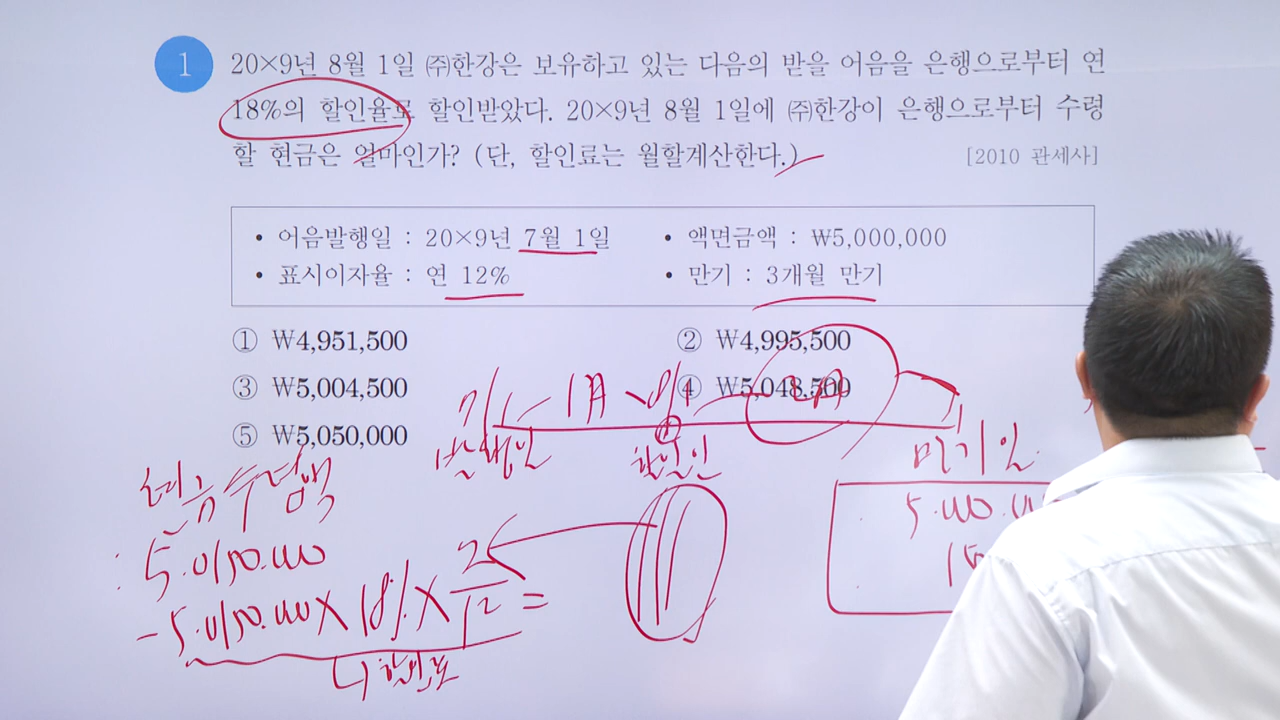 1
20×9년 8월 1일 ㈜한강은 보유하고 있는 다음의 받을 어음을 은행으로부터 연
18%의 할인율로 할인받았다. 20×9년 8월 1일에 ㈜한강이 은행으로부터 수령
할 현금은 얼마인가? (단, 할인료는 월할계산한다.)
[2010 관세사]
• 어음발행일 : 20×9년 7월 1일
• 액면금액 : ₩5,000,000
• 표시이자율 : 연 12%
• 만기 : 3개월 만기
① ₩4,951,500
② ₩4,995,500
③ ₩5,004,500
④ ₩5,048,500
⑤ ₩5,050,000
7/1 1月 8/1 2月
발행일 할인일 만기일
현금수령액
: 5.150.000
- 5.150.000 × 18% × 2/12 =
할인료